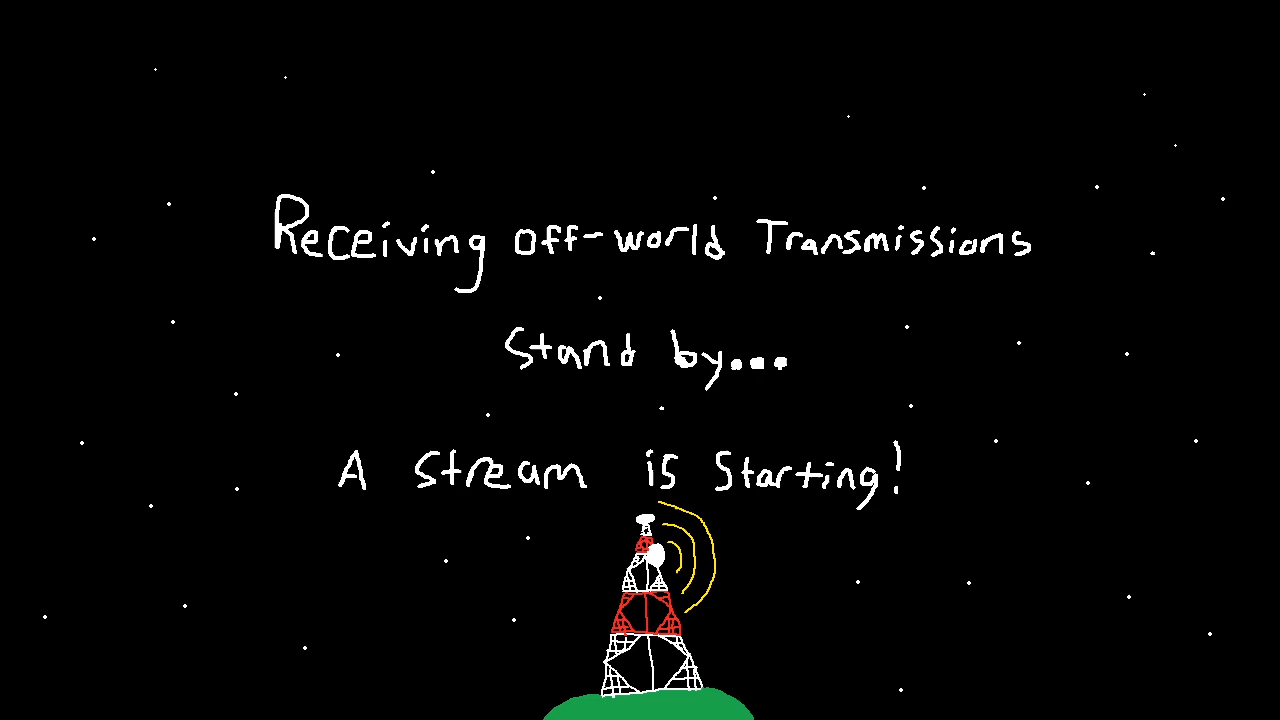 Receiving off-world Transmissions
Stand by...
A stream is Starting!